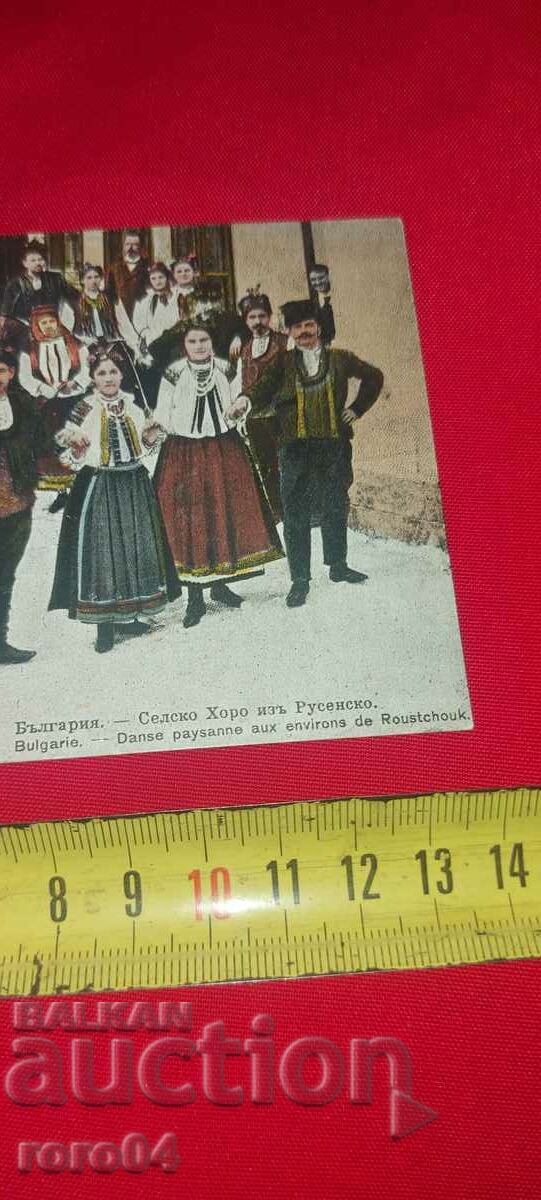 България. — Селско Хоро изъ Русенско.
Bulgarie. — Danse paysanne aux environs de Roustchouk.
8 9 10 11 12 13 14
BALKAN
auction
roro04